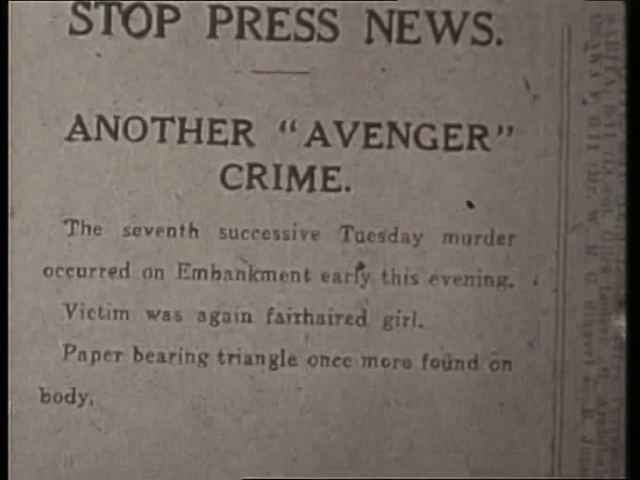 STOP PRESS NEWS.
ANOTHER "AVENGER"
CRIME.
The seventh successive Tuesday murder
occurred on Embankment early this evening.
Victim was again fairhaired girl.
Paper bearing triangle once more found on
body.